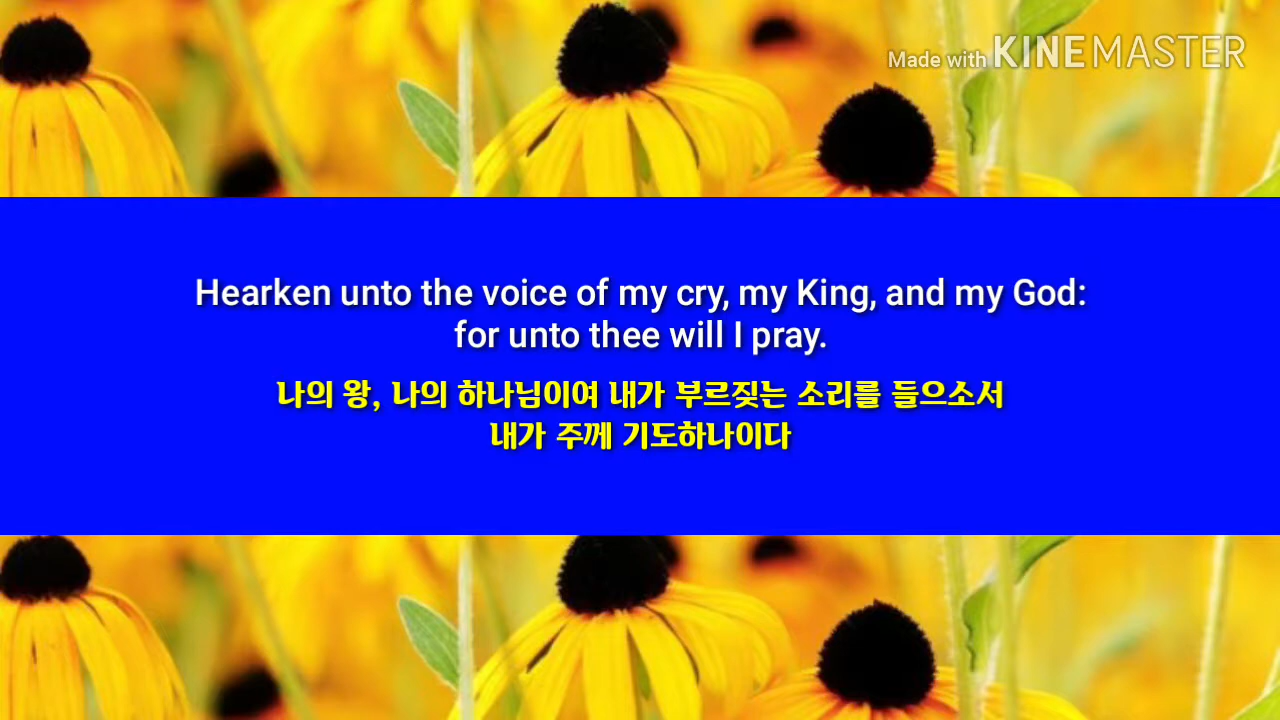 Made with KINEMASTER
Hearken unto the voice of my cry, my King, and my God:
for unto thee will I pray.
나의 왕, 나의 하나님이여 내가 부르짖는 소리를 들으소서
내가 주께 기도하나이다